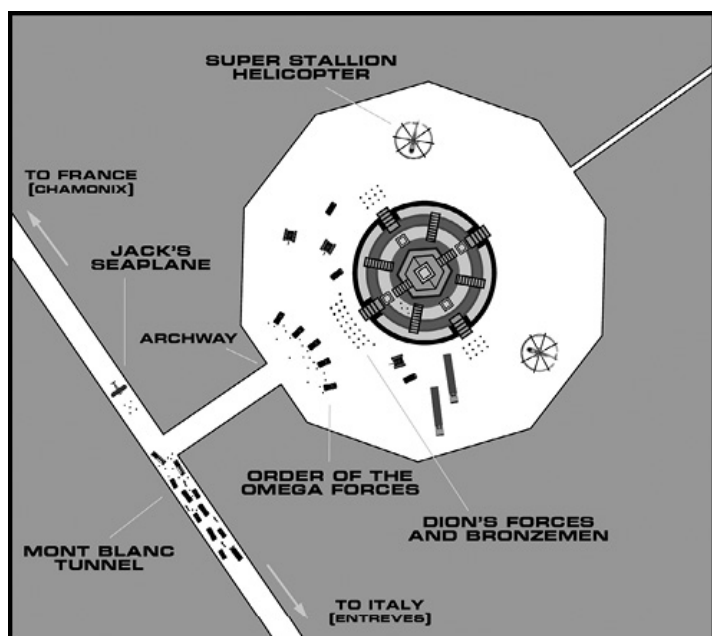 SUPER STALLION
HELICOPTER
TO FRANCE
[CHAMONIX]
JACK'S
SEAPLANE
ARCHWAY
ORDER OF THE
OMEGA FORCES
DION'S FORCES
AND BRONZEMEN
MONT BLANC
TUNNEL
TO ITALY
[ENTREVES]